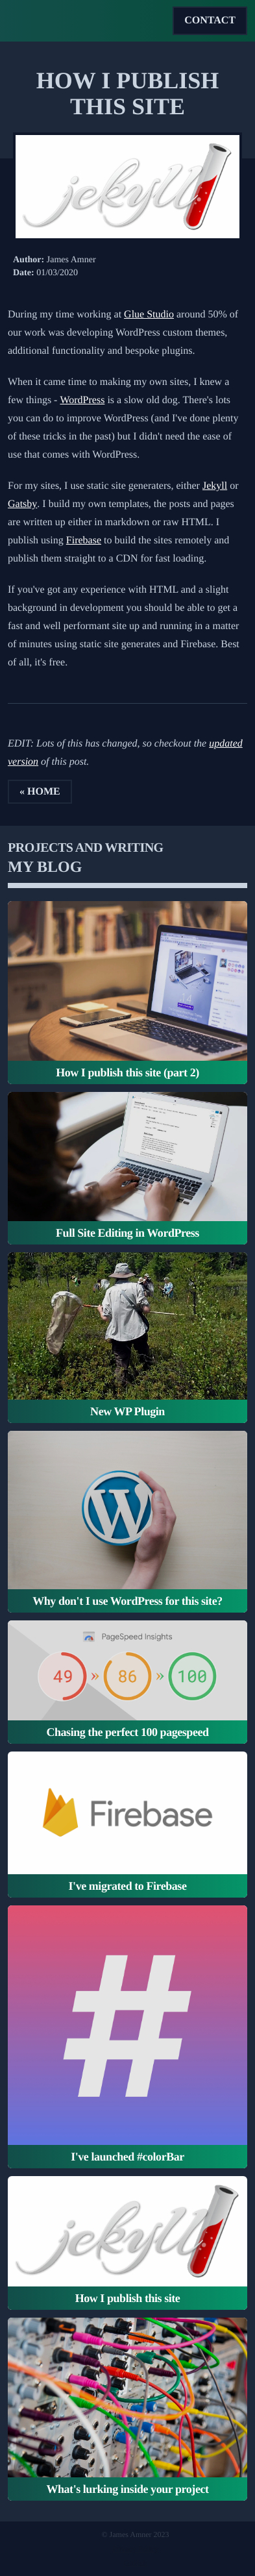 CONTACT
HOW I PUBLISH
THIS SITE
jekyll
Author: James Amner
Date: 01/03/2020
During my time working at Glue Studio around 50% of
our work was developing WordPress custom themes,
additional functionality and bespoke plugins.
When it came time to making my own sites, I knew a
few things - WordPress is a slow old dog. There's lots
you can do to improve WordPress (and I've done plenty
of these tricks in the past) but I didn't need the ease of
use that comes with WordPress.
For my sites, I use static site generaters, either Jekyll or
Gatsby. I build my own templates, the posts and pages
are written up either in markdown or raw HTML. I
publish using Firebase to build the sites remotely and
publish them straight to a CDN for fast loading.
If you've got any experience with HTML and a slight
background in development you should be able to get a
fast and well performant site up and running in a matter
of minutes using static site generates and Firebase. Best
of all, it's free.
EDIT: Lots of this has changed, so checkout the updated
version of this post.
« HOME
PROJECTS AND WRITING
MY BLOG
How I publish this site (part 2)
Full Site Editing in WordPress
New WP Plugin
Why don't I use WordPress for this site?
PageSpeed Insights
49 » 86 » 100
Chasing the perfect 100 pagespeed
Firebase
I've migrated to Firebase
#
I've launched #colorBar
jekyll
How I publish this site
What's lurking inside your project
© James Amner 2023